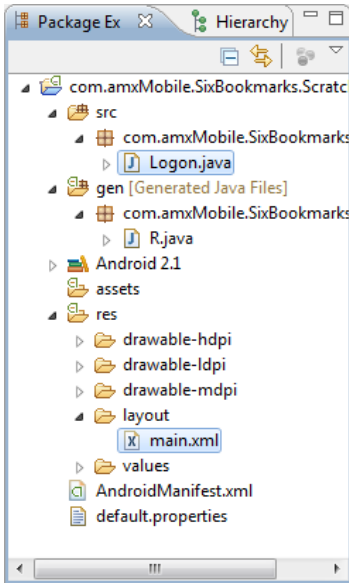 Package Ex Hierarchy
com.amxMobile.SixBookmarks.Scratc
src
com.amxMobile.SixBookmarks
Logon.java
gen [Generated Java Files]
com.amxMobile.SixBookmarks
R.java
Android 2.1
assets
res
drawable-hdpi
drawable-ldpi
drawable-mdpi
layout
main.xml
values
AndroidManifest.xml
default.properties